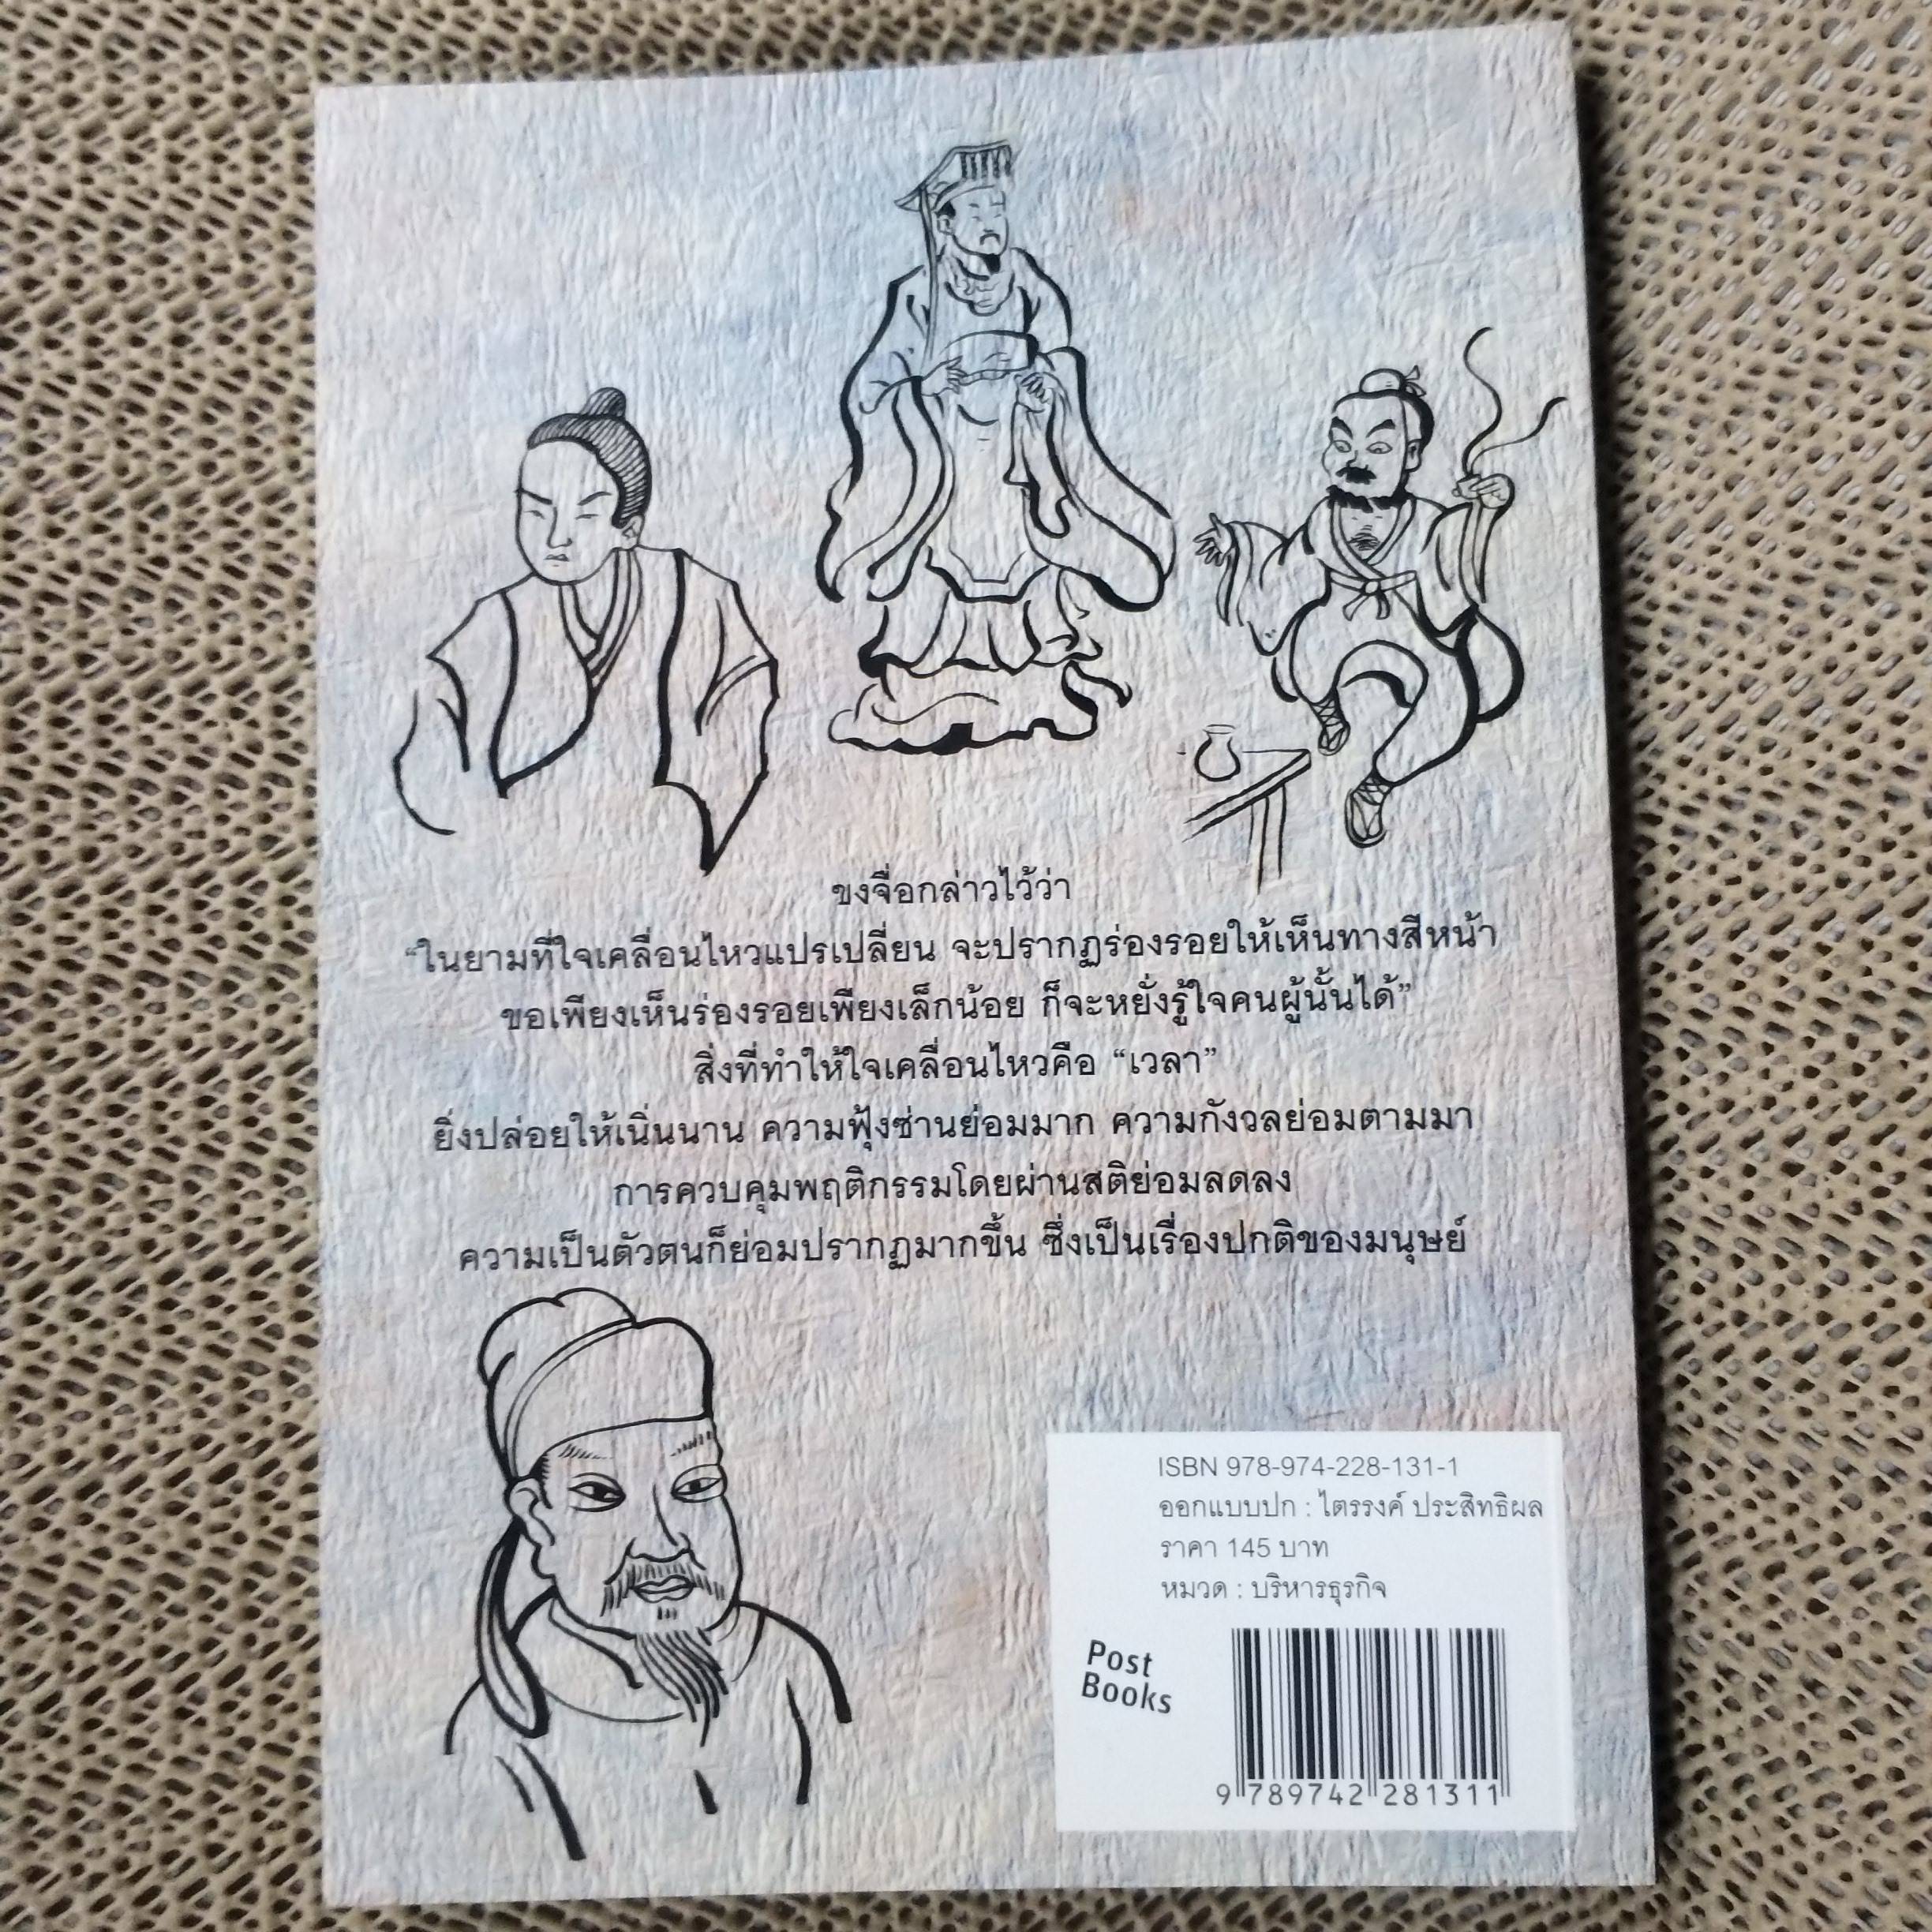 ขงจื่อกล่าวไว้ว่า
“ในยามที่ใจเคลื่อนไหวแปรเปลี่ยน จะปรากฏร่องรอยให้เห็นทางสีหน้า
ขอเพียงเห็นร่องรอยเพียงเล็กน้อย ก็จะหยั่งรู้ใจคนผู้นั้นได้”
สิ่งที่ทำให้ใจเคลื่อนไหวคือ “เวลา”
ยิ่งปล่อยให้เนิ่นนาน ความฟุ้งซ่านย่อมมาก ความกังวลย่อมตามมา
การควบคุมพฤติกรรมโดยผ่านสติย่อมลดลง
ความเป็นตัวตนก็ย่อมปรากฏมากขึ้น ซึ่งเป็นเรื่องปกติของมนุษย์
ISBN 978-974-228-131-1
ออกแบบปก : ไตรรงค์ ประสิทธิผล
ราคา 145 บาท
หมวด : บริหารธุรกิจ
Post
Books
9 789742 281311